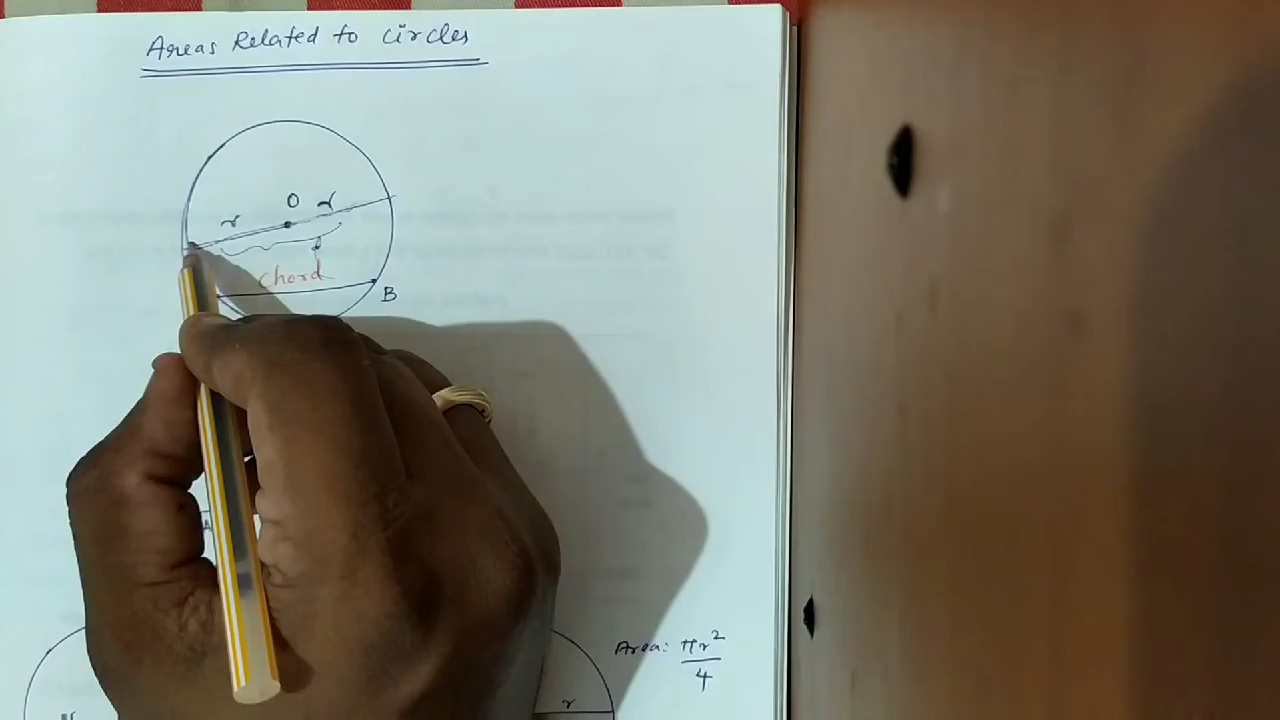 Areas Related to circles
O
r r
chord
B
A
Area: πr²/4
r
r